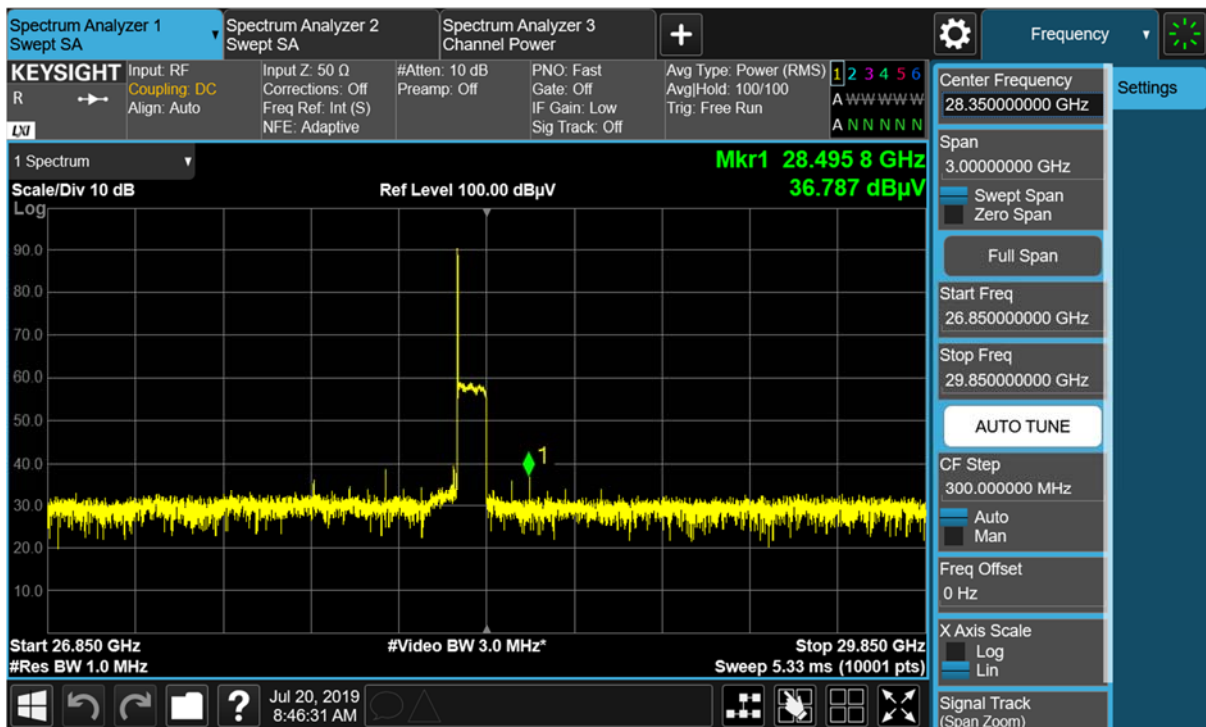 Spectrum Analyzer 1
Swept SA
Spectrum Analyzer 2
Swept SA
Spectrum Analyzer 3
Channel Power
+
Frequency
KEYSIGHT
R
LXI
Input: RF
Coupling: DC
Align: Auto
Input Z: 50 Ω
Corrections: Off
Freq Ref: Int (S)
NFE: Adaptive
#Atten: 10 dB
Preamp: Off
PNO: Fast
Gate: Off
IF Gain: Low
Sig Track: Off
Avg Type: Power (RMS)
Avg|Hold: 100/100
Trig: Free Run
1 2 3 4 5 6
A W W W W W
A N N N N N
1 Spectrum
Scale/Div 10 dB
Log
Ref Level 100.00 dBµV
Mkr1 28.495 8 GHz
36.787 dBµV
90.0
80.0
70.0
60.0
50.0
40.0
30.0
20.0
10.0
1
Start 26.850 GHz
#Res BW 1.0 MHz
#Video BW 3.0 MHz*
Stop 29.850 GHz
Sweep 5.33 ms (10001 pts)
Center Frequency
28.350000000 GHz
Settings
Span
3.00000000 GHz
Swept Span
Zero Span
Full Span
Start Freq
26.850000000 GHz
Stop Freq
29.850000000 GHz
AUTO TUNE
CF Step
300.000000 MHz
Auto
Man
Freq Offset
0 Hz
X Axis Scale
Log
Lin
Signal Track
(Span Zoom)
?
Jul 20, 2019
8:46:31 AM